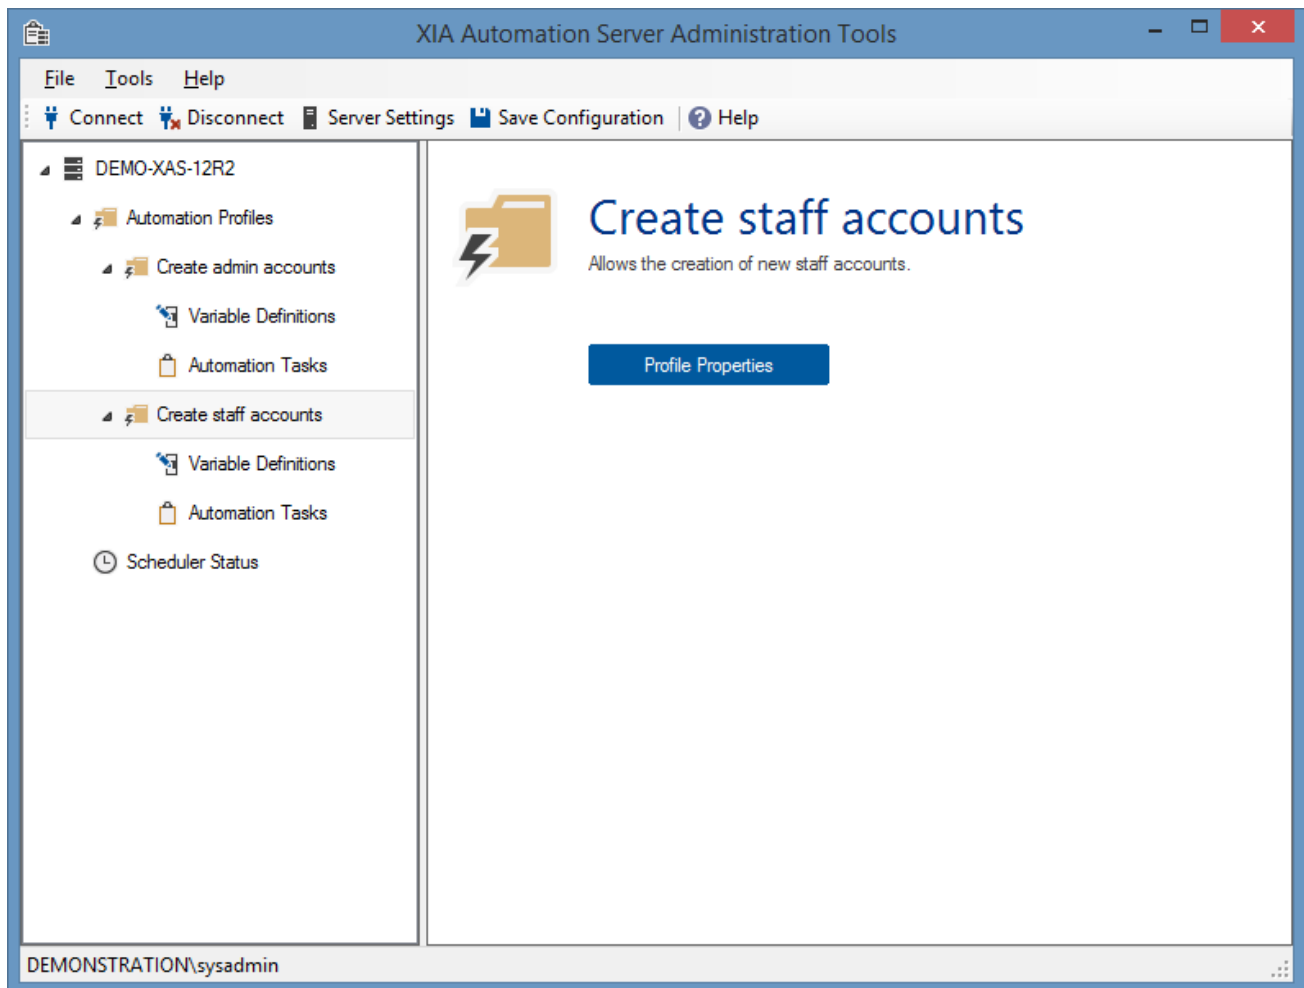 XIA Automation Server Administration Tools
File Tools Help
Connect Disconnect Server Settings Save Configuration Help
DEMO-XAS-12R2
Automation Profiles
Create admin accounts
Variable Definitions
Automation Tasks
Create staff accounts
Variable Definitions
Automation Tasks
Scheduler Status
Create staff accounts
Allows the creation of new staff accounts.
Profile Properties
DEMONSTRATION\sysadmin